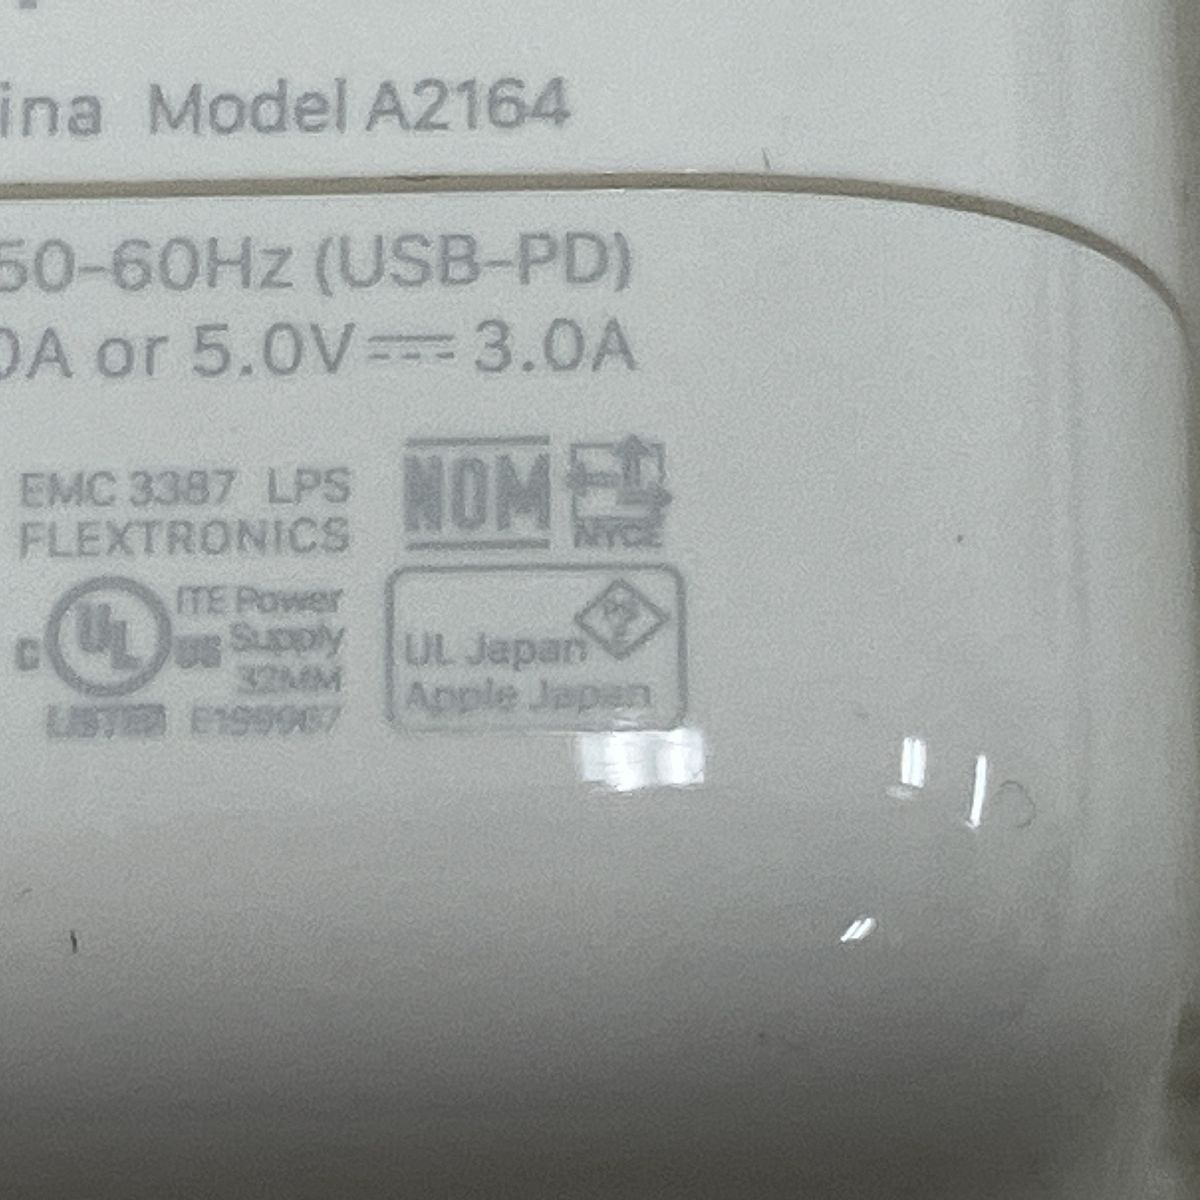 ina Model A2164
50-60Hz (USB-PD)
0A or 5.0V⎓3.0A
EMC 3387 LPS
FLEXTRONICS
NOM
NYCE
C UL US
ITE Power
Supply
32MM
LISTED
UL Japan
Apple Japan